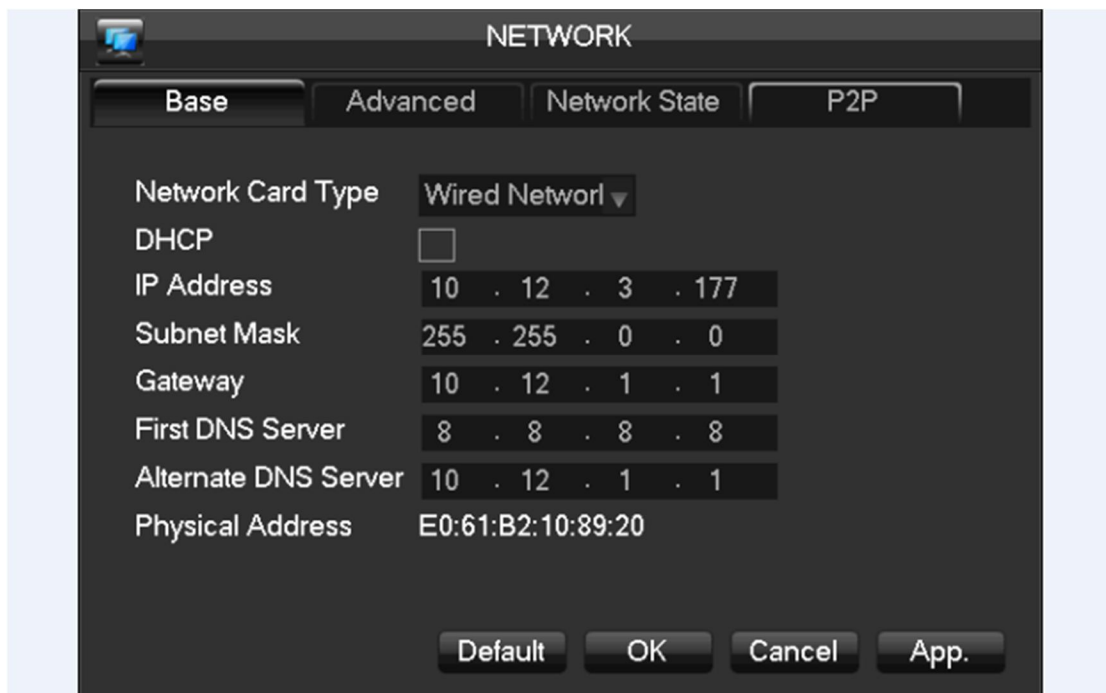 NETWORK
Base Advanced Network State P2P
Network Card Type Wired Networl
DHCP
IP Address 10 . 12 . 3 . 177
Subnet Mask 255 . 255 . 0 . 0
Gateway 10 . 12 . 1 . 1
First DNS Server 8 . 8 . 8 . 8
Alternate DNS Server 10 . 12 . 1 . 1
Physical Address E0:61:B2:10:89:20
Default OK Cancel App.